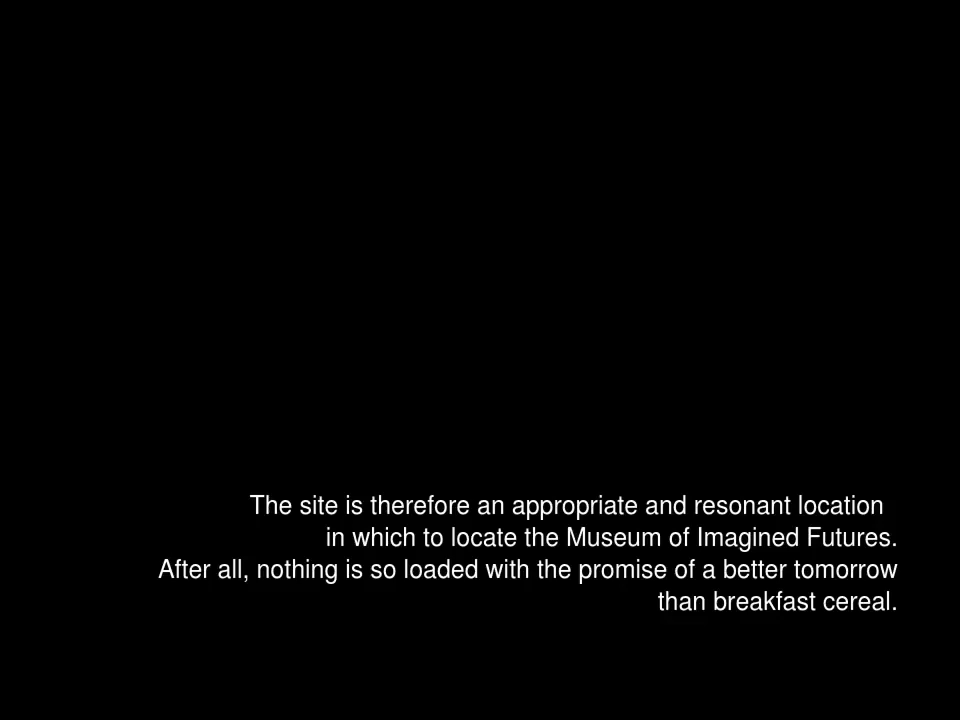 The site is therefore an appropriate and resonant location
in which to locate the Museum of Imagined Futures.
After all, nothing is so loaded with the promise of a better tomorrow
than breakfast cereal.